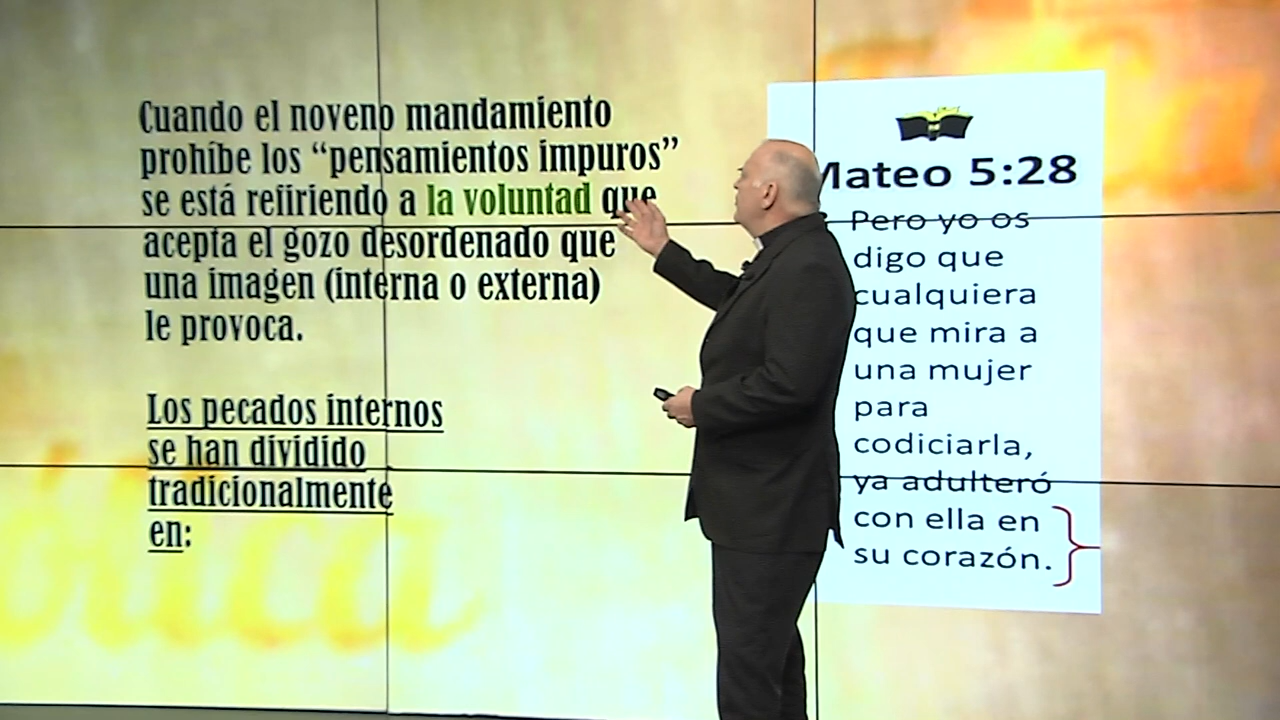 Cuando el noveno mandamiento
prohíbe los “pensamientos impuros”
se está refiriendo a la voluntad que
acepta el gozo desordenado que
una imagen (interna o externa)
le provoca.
Los pecados internos
se han dividido
tradicionalmente
en:
Mateo 5:28
Pero yo os
digo que
cualquiera
que mira a
una mujer
para
codiciarla,
ya adulteró
con ella en
su corazón.